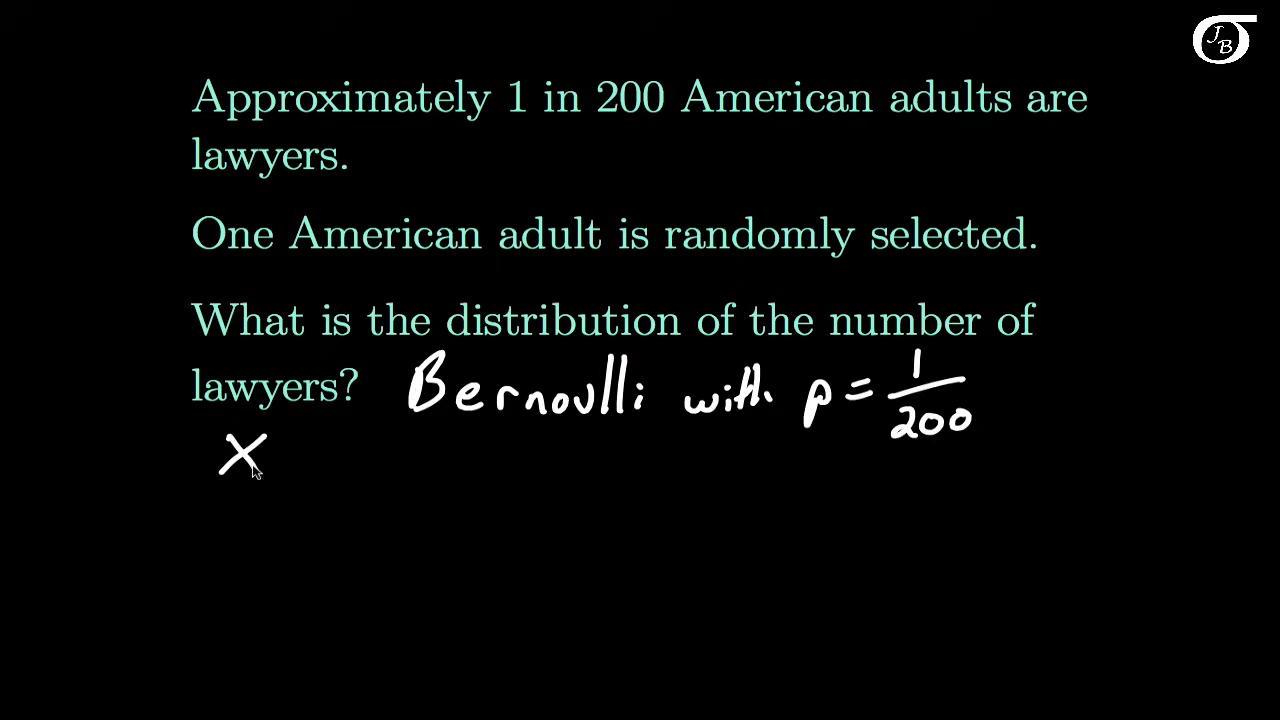 JB
Approximately 1 in 200 American adults are
lawyers.
One American adult is randomly selected.
What is the distribution of the number of
lawyers? Bernoulli with p = 1/200
X